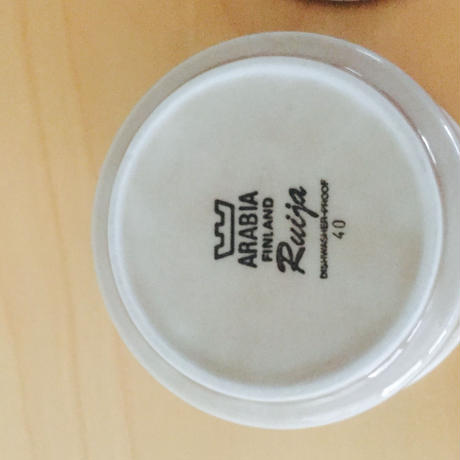 ARABIA
FINLAND
Ruija
DISHWASHER-PROOF
40